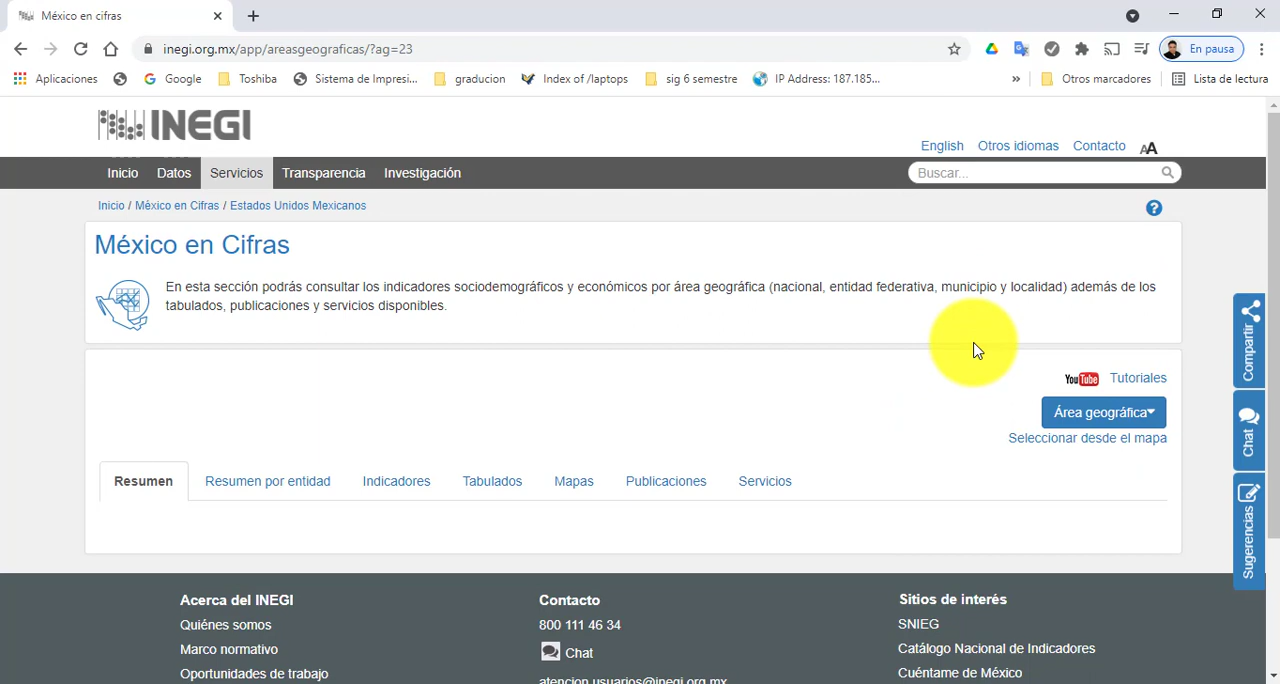 México en cifras
inegi.org.mx/app/areasgeograficas/?ag=23
En pausa
Aplicaciones
Google
Toshiba
Sistema de Impresi...
graducion
Index of /laptops
sig 6 semestre
IP Address: 187.185...
»
Otros marcadores
Lista de lectura
INEGI
English Otros idiomas Contacto AA
Inicio Datos Servicios Transparencia Investigación
Buscar...
Inicio / México en Cifras / Estados Unidos Mexicanos
?
México en Cifras
En esta sección podrás consultar los indicadores sociodemográficos y económicos por área geográfica (nacional, entidad federativa, municipio y localidad) además de los
tabulados, publicaciones y servicios disponibles.
Compartir
YouTube Tutoriales
Área geográfica
Seleccionar desde el mapa
Chat
Resumen Resumen por entidad Indicadores Tabulados Mapas Publicaciones Servicios
Sugerencias
Acerca del INEGI
Quiénes somos
Marco normativo
Oportunidades de trabajo
Contacto
800 111 46 34
Chat
atencion.usuarios@inegi.org.mx
Sitios de interés
SNIEG
Catálogo Nacional de Indicadores
Cuéntame de México